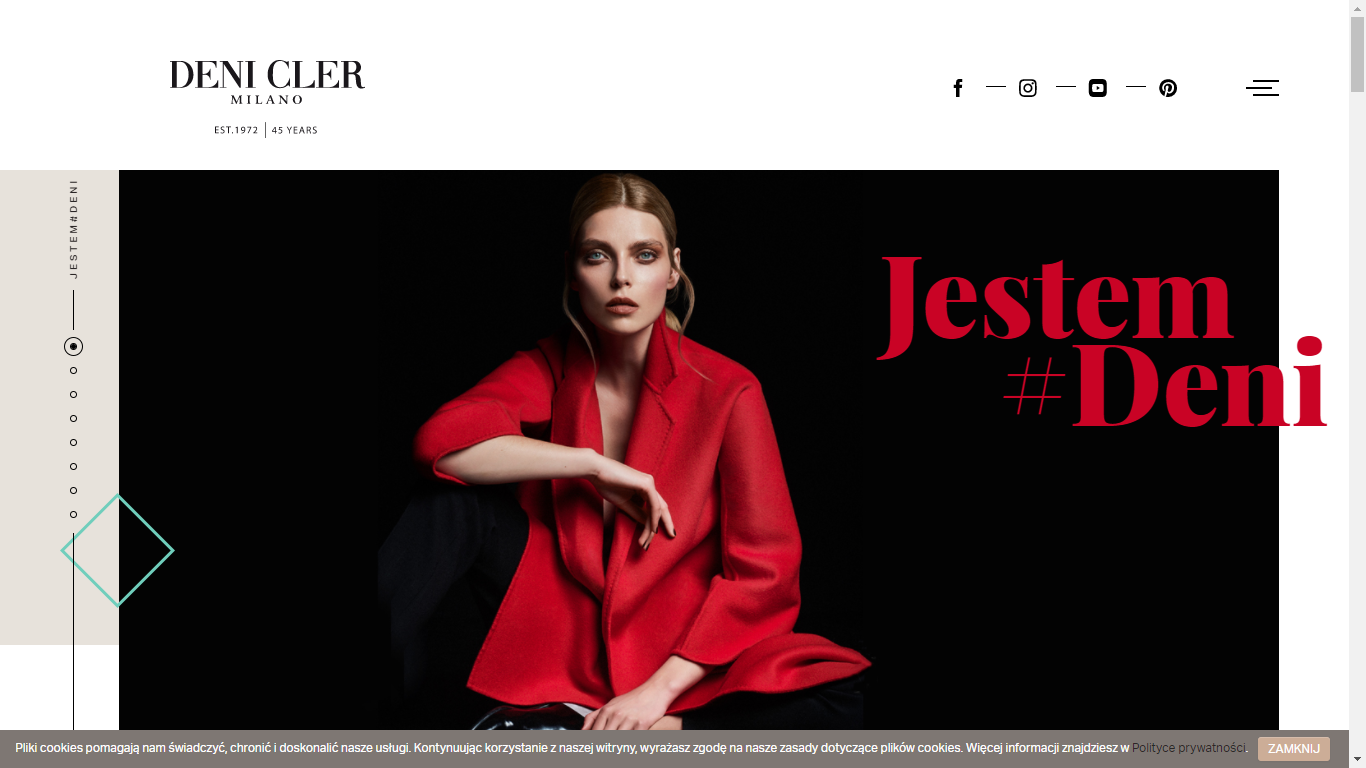 DENI CLER
MILANO
EST.1972 | 45 YEARS
JESTEM#DENI
Jestem
#Deni
Pliki cookies pomagają nam świadczyć, chronić i doskonalić nasze usługi. Kontynuując korzystanie z naszej witryny, wyrażasz zgodę na nasze zasady dotyczące plików cookies. Więcej informacji znajdziesz w Polityce prywatności. ZAMKNIJ